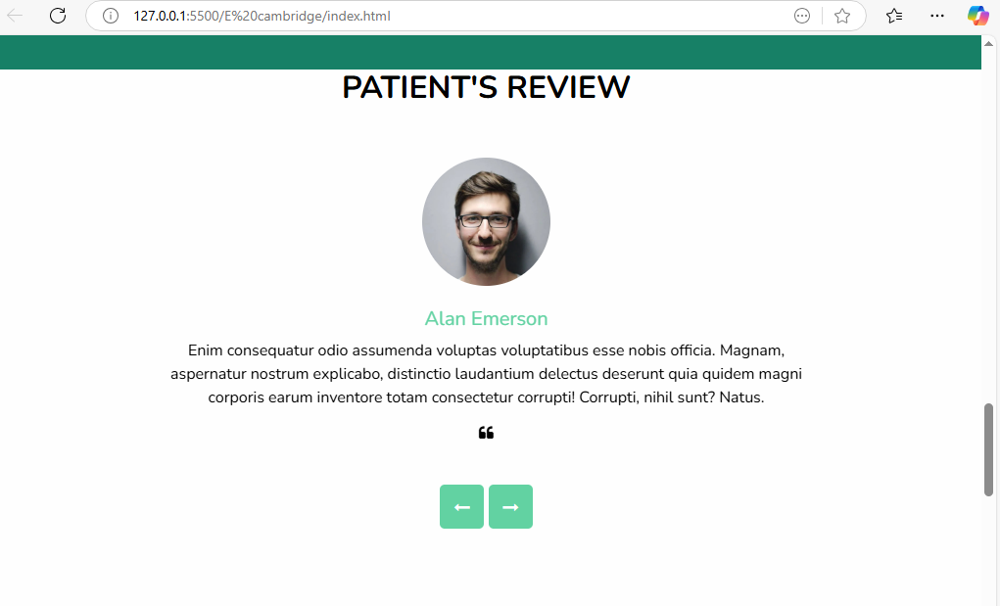 127.0.0.1:5500/E%20cambridge/index.html
PATIENT'S REVIEW
Alan Emerson
Enim consequatur odio assumenda voluptas voluptatibus esse nobis officia. Magnam,
aspernatur nostrum explicabo, distinctio laudantium delectus deserunt quia quidem magni
corporis earum inventore totam consectetur corrupti! Corrupti, nihil sunt? Natus.
❝